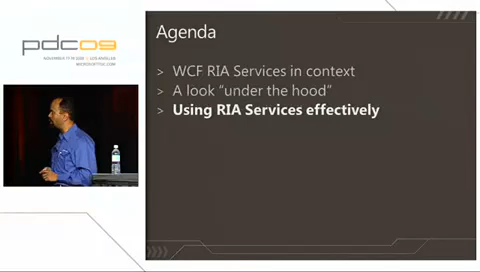 pdc09
NOVEMBER 17-19 2009 | LOS ANGELES
MICROSOFTPDC.COM
Agenda
> WCF RIA Services in context
> A look “under the hood”
> Using RIA Services effectively